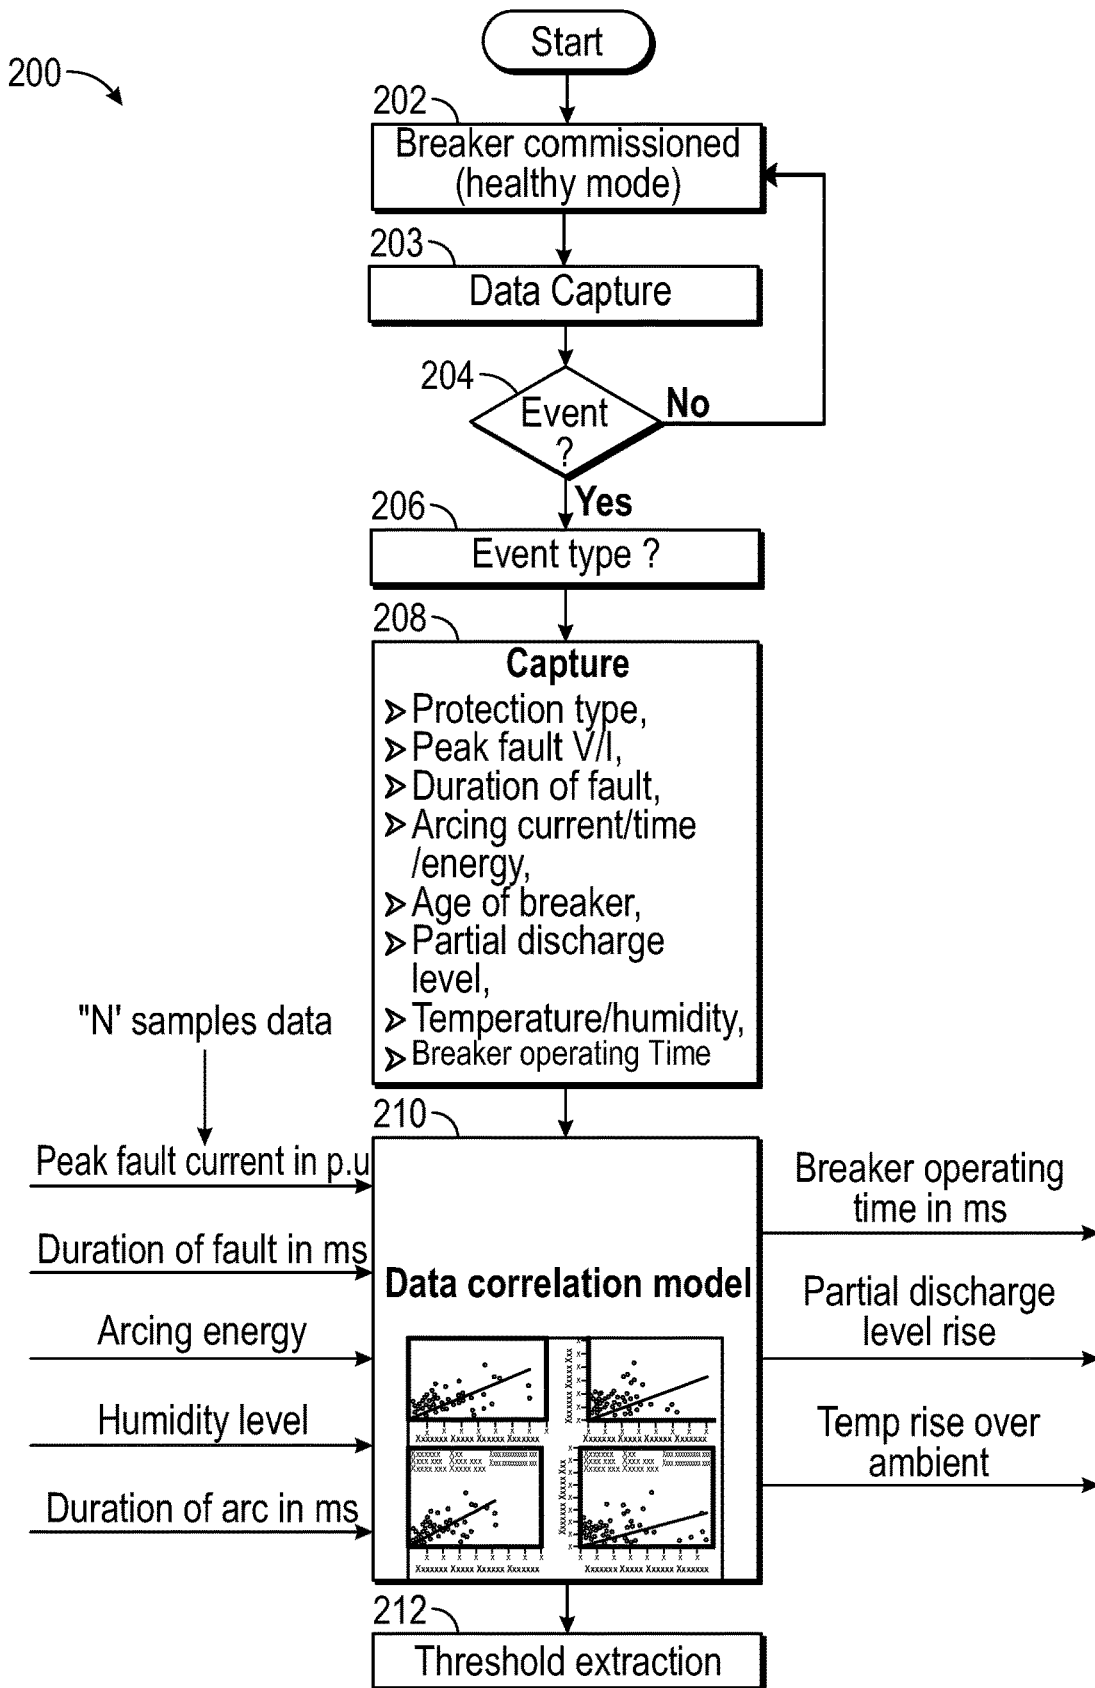 Start
200
202
Breaker commissioned
(healthy mode)
203
Data Capture
204
Event
?
No
Yes
206
Event type ?
208
Capture
➢ Protection type,
➢ Peak fault V/I,
➢ Duration of fault,
➢ Arcing current/time
/energy,
➢ Age of breaker,
➢ Partial discharge
level,
➢ Temperature/humidity,
➢ Breaker operating Time
"N' samples data
210
Peak fault current in p.u
Duration of fault in ms
Arcing energy
Humidity level
Duration of arc in ms
Data correlation model
Breaker operating
time in ms
Partial discharge
level rise
Temp rise over
ambient
212
Threshold extraction